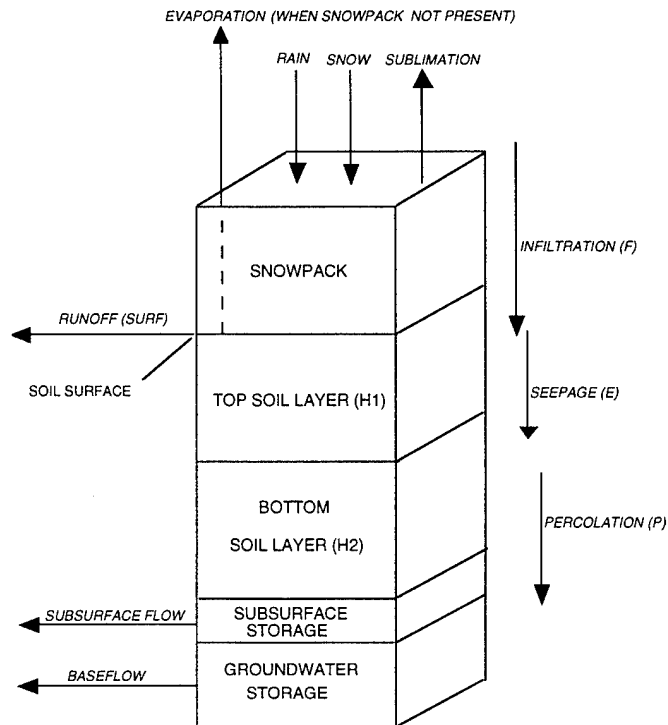 EVAPORATION (WHEN SNOWPACK NOT PRESENT)
RAIN
SNOW
SUBLIMATION
INFILTRATION (F)
SNOWPACK
RUNOFF (SURF)
SOIL SURFACE
TOP SOIL LAYER (H1)
SEEPAGE (E)
BOTTOM
SOIL LAYER (H2)
PERCOLATION (P)
SUBSURFACE FLOW
SUBSURFACE
STORAGE
BASEFLOW
GROUNDWATER
STORAGE